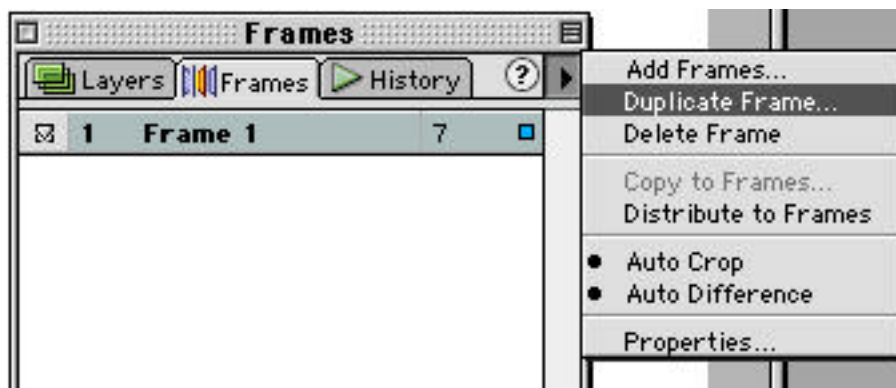 Frames
Layers Frames History ?
1 Frame 1 7
Add Frames...
Duplicate Frame...
Delete Frame
Copy to Frames...
Distribute to Frames
Auto Crop
Auto Difference
Properties...